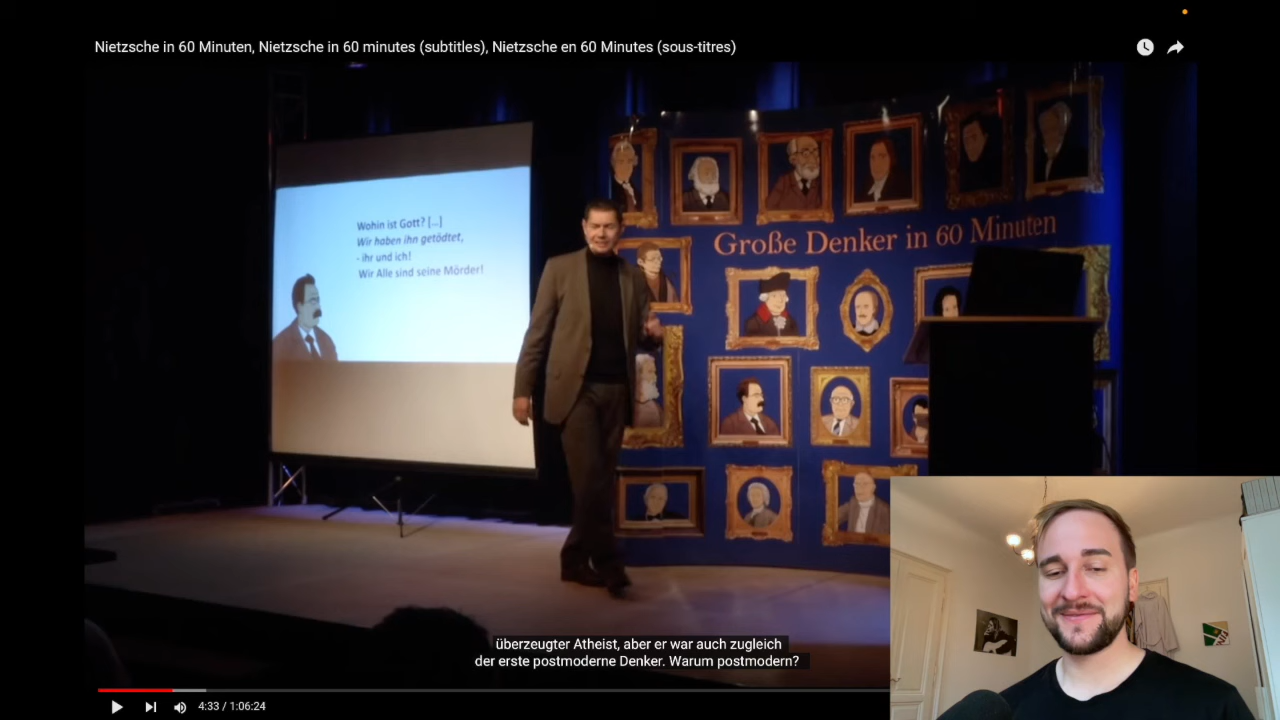 Nietzsche in 60 Minuten, Nietzsche in 60 minutes (subtitles), Nietzsche en 60 Minutes (sous-titres)
Wohin ist Gott? [...]
Wir haben ihn getödtet,
- ihr und ich!
Wir Alle sind seine Mörder!
Große Denker in 60 Minuten
überzeugter Atheist, aber er war auch zugleich
der erste postmoderne Denker. Warum postmodern?
4:33 / 1:06:24